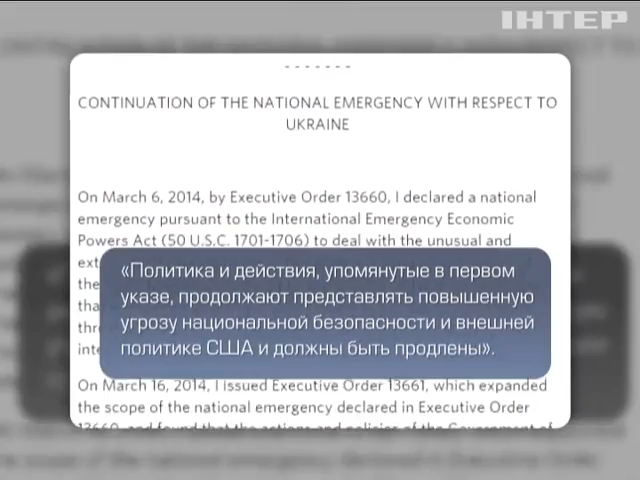 ІНТЕР
- - - - - - -
CONTINUATION OF THE NATIONAL EMERGENCY WITH RESPECT TO
UKRAINE
On March 6, 2014, by Executive Order 13660, I declared a national
emergency pursuant to the International Emergency Economic
Powers Act (50 U.S.C. 1701-1706) to deal with the unusual and
«Политика и действия, упомянутые в первом
указе, продолжают представлять повышенную
угрозу национальной безопасности и внешней
политике США и должны быть продлены».
On March 16, 2014, I issued Executive Order 13661, which expanded
the scope of the national emergency declared in Executive Order
13660, and found that the actions and policies of the Government of